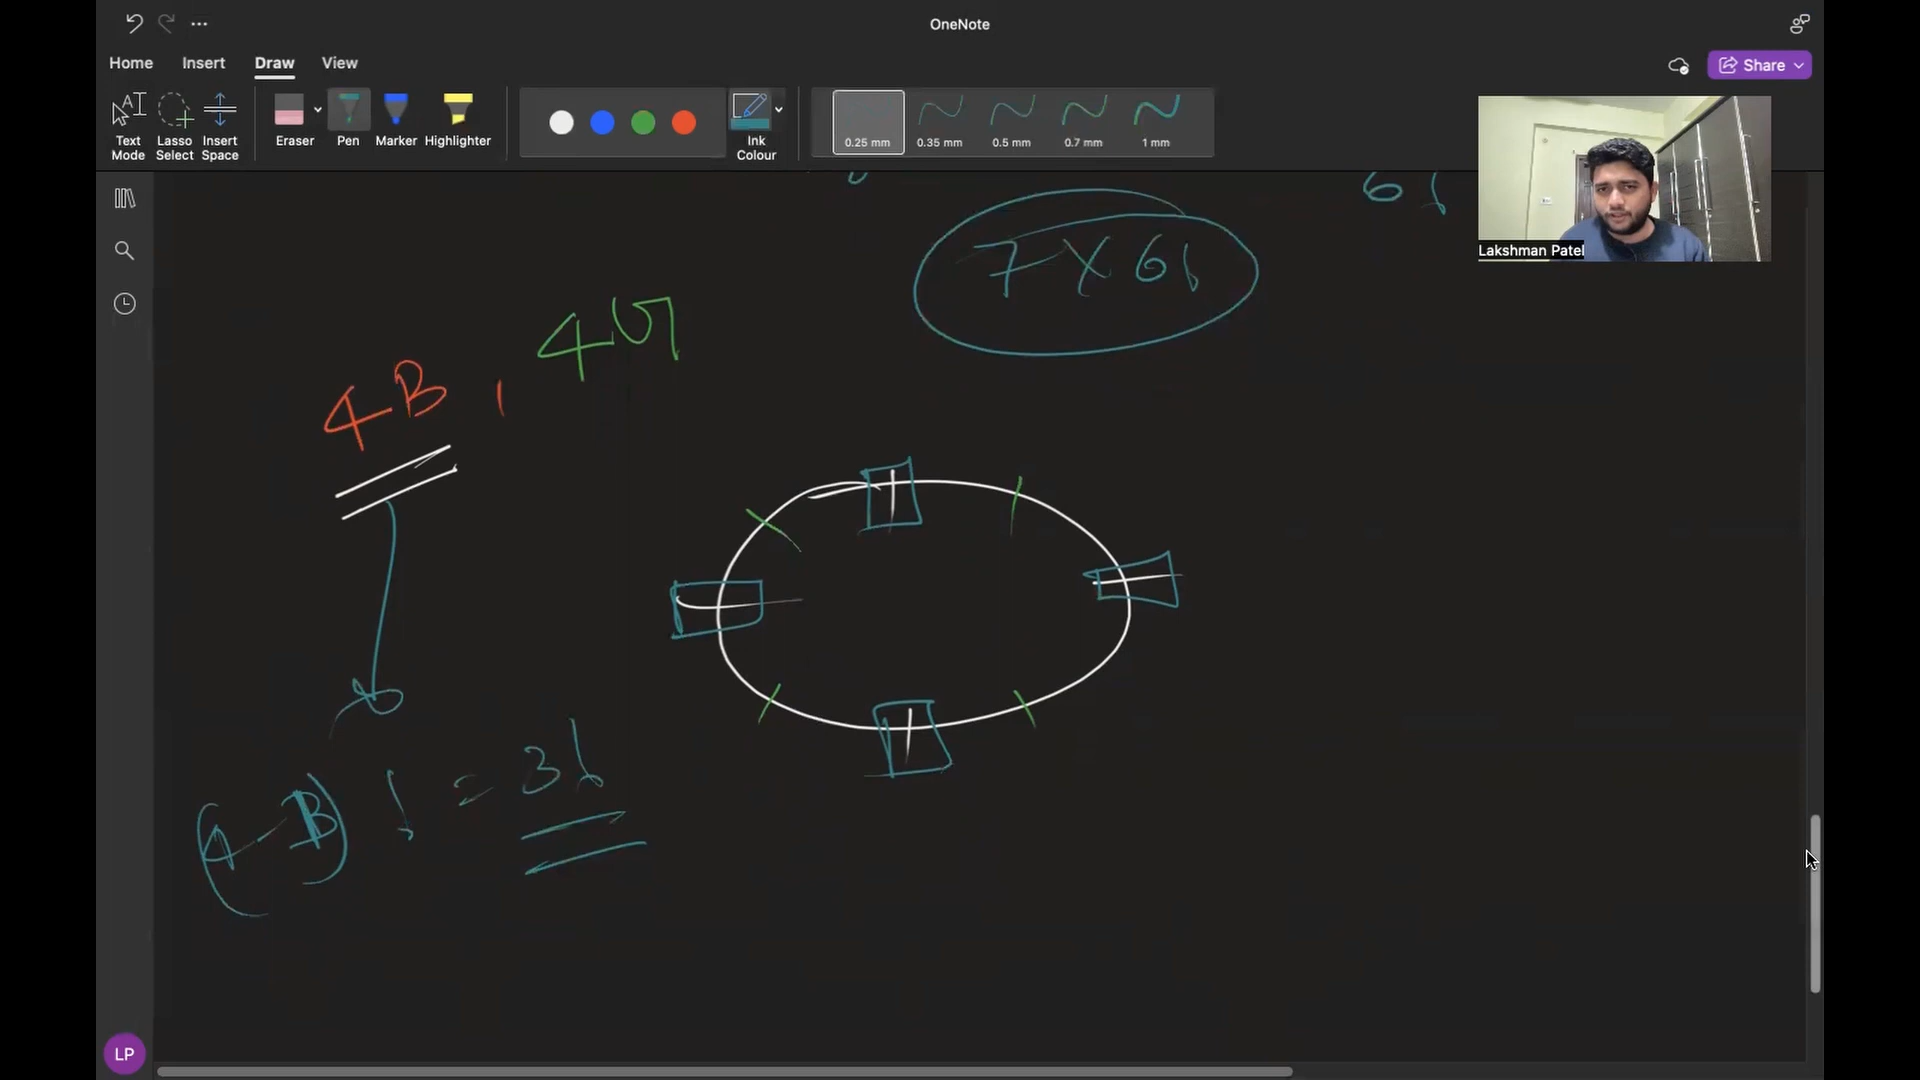 OneNote
Home Insert Draw View
Share
Text Mode
Lasso Select
Insert Space
Eraser
Pen
Marker
Highlighter
Ink Colour
0.25 mm
0.35 mm
0.5 mm
0.7 mm
1 mm
Lakshman Patel
6!
7 X 6!
4B, 4G
! = 3!
LP